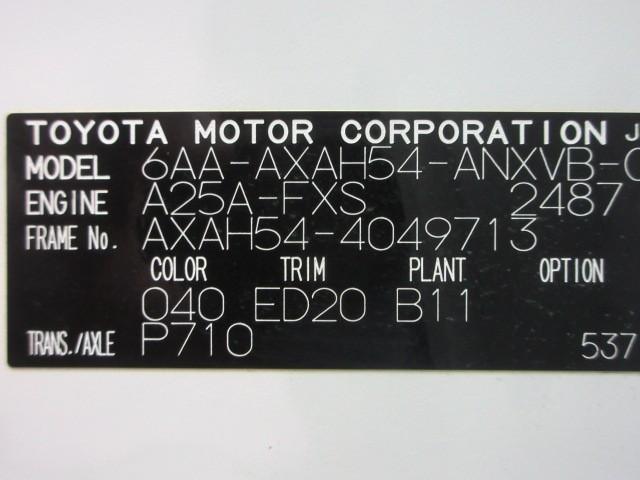 TOYOTA MOTOR CORPORATION J
MODEL 6AA-AXAH54-ANXVB-
ENGINE A25A-FXS 2487
FRAME No. AXAH54-4049713
COLOR TRIM PLANT OPTION
040 ED20 B11
TRANS./AXLE P710 537